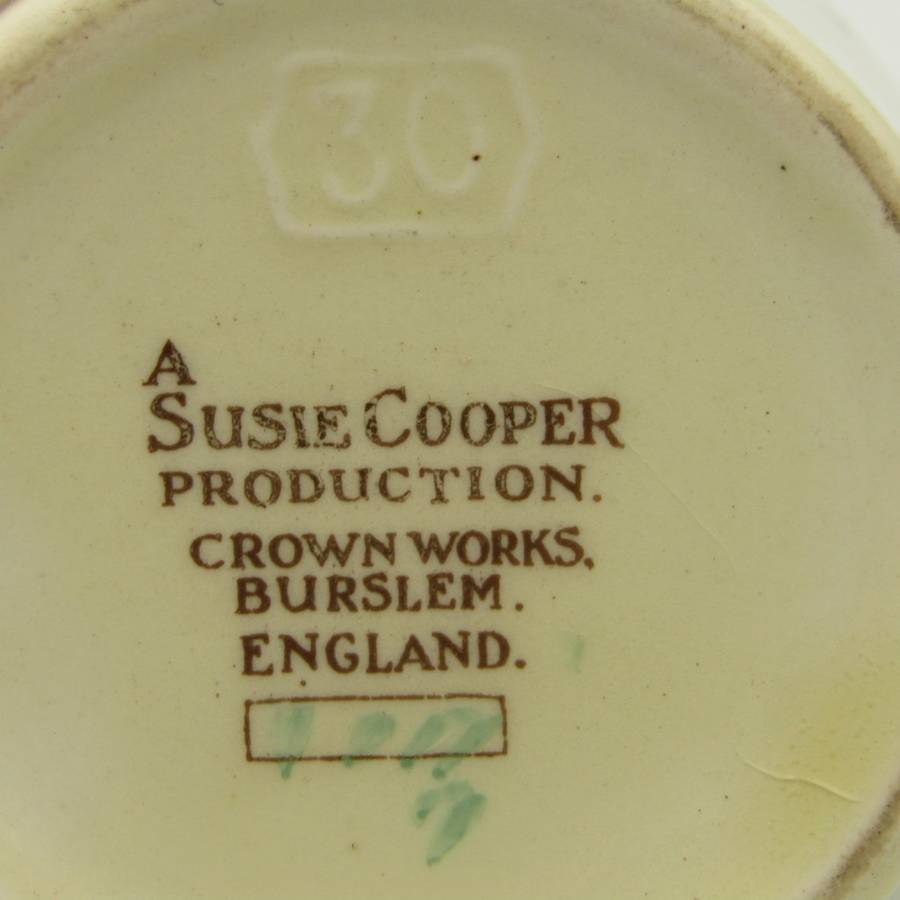 30
A
SUSIE COOPER
PRODUCTION.
CROWN WORKS,
BURSLEM.
ENGLAND.